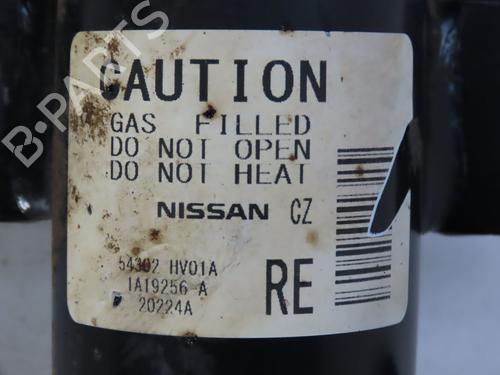 CAUTION
GAS FILLED
DO NOT OPEN
DO NOT HEAT
NISSAN CZ
54302 HV01A
1A19256 A
20224A
RE
B-PARTS